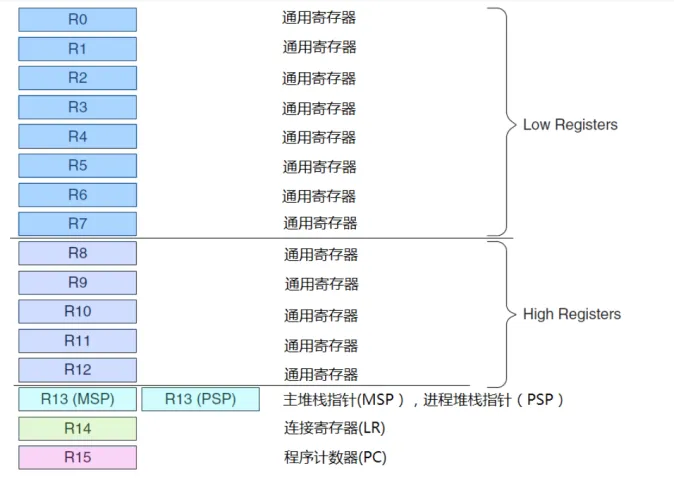 R0 通用寄存器
R1 通用寄存器
R2 通用寄存器
R3 通用寄存器
Low Registers
R4 通用寄存器
R5 通用寄存器
R6 通用寄存器
R7 通用寄存器
R8 通用寄存器
R9 通用寄存器
R10 通用寄存器
High Registers
R11 通用寄存器
R12 通用寄存器
R13 (MSP) R13 (PSP) 主堆栈指针(MSP），进程堆栈指针（PSP）
R14 连接寄存器(LR)
R15 程序计数器(PC)